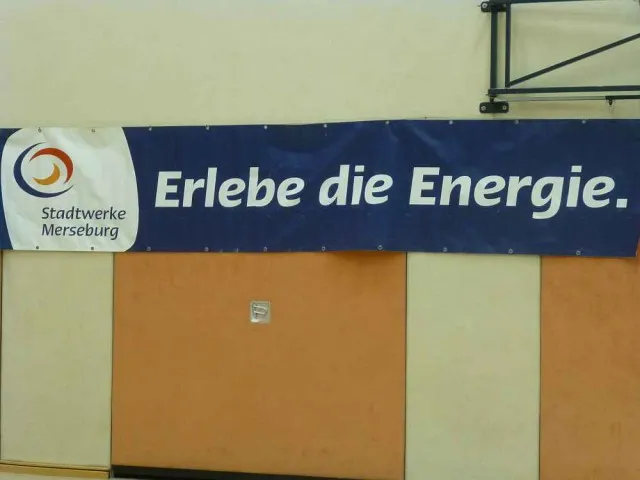 Stadtwerke
Merseburg
Erlebe die Energie.